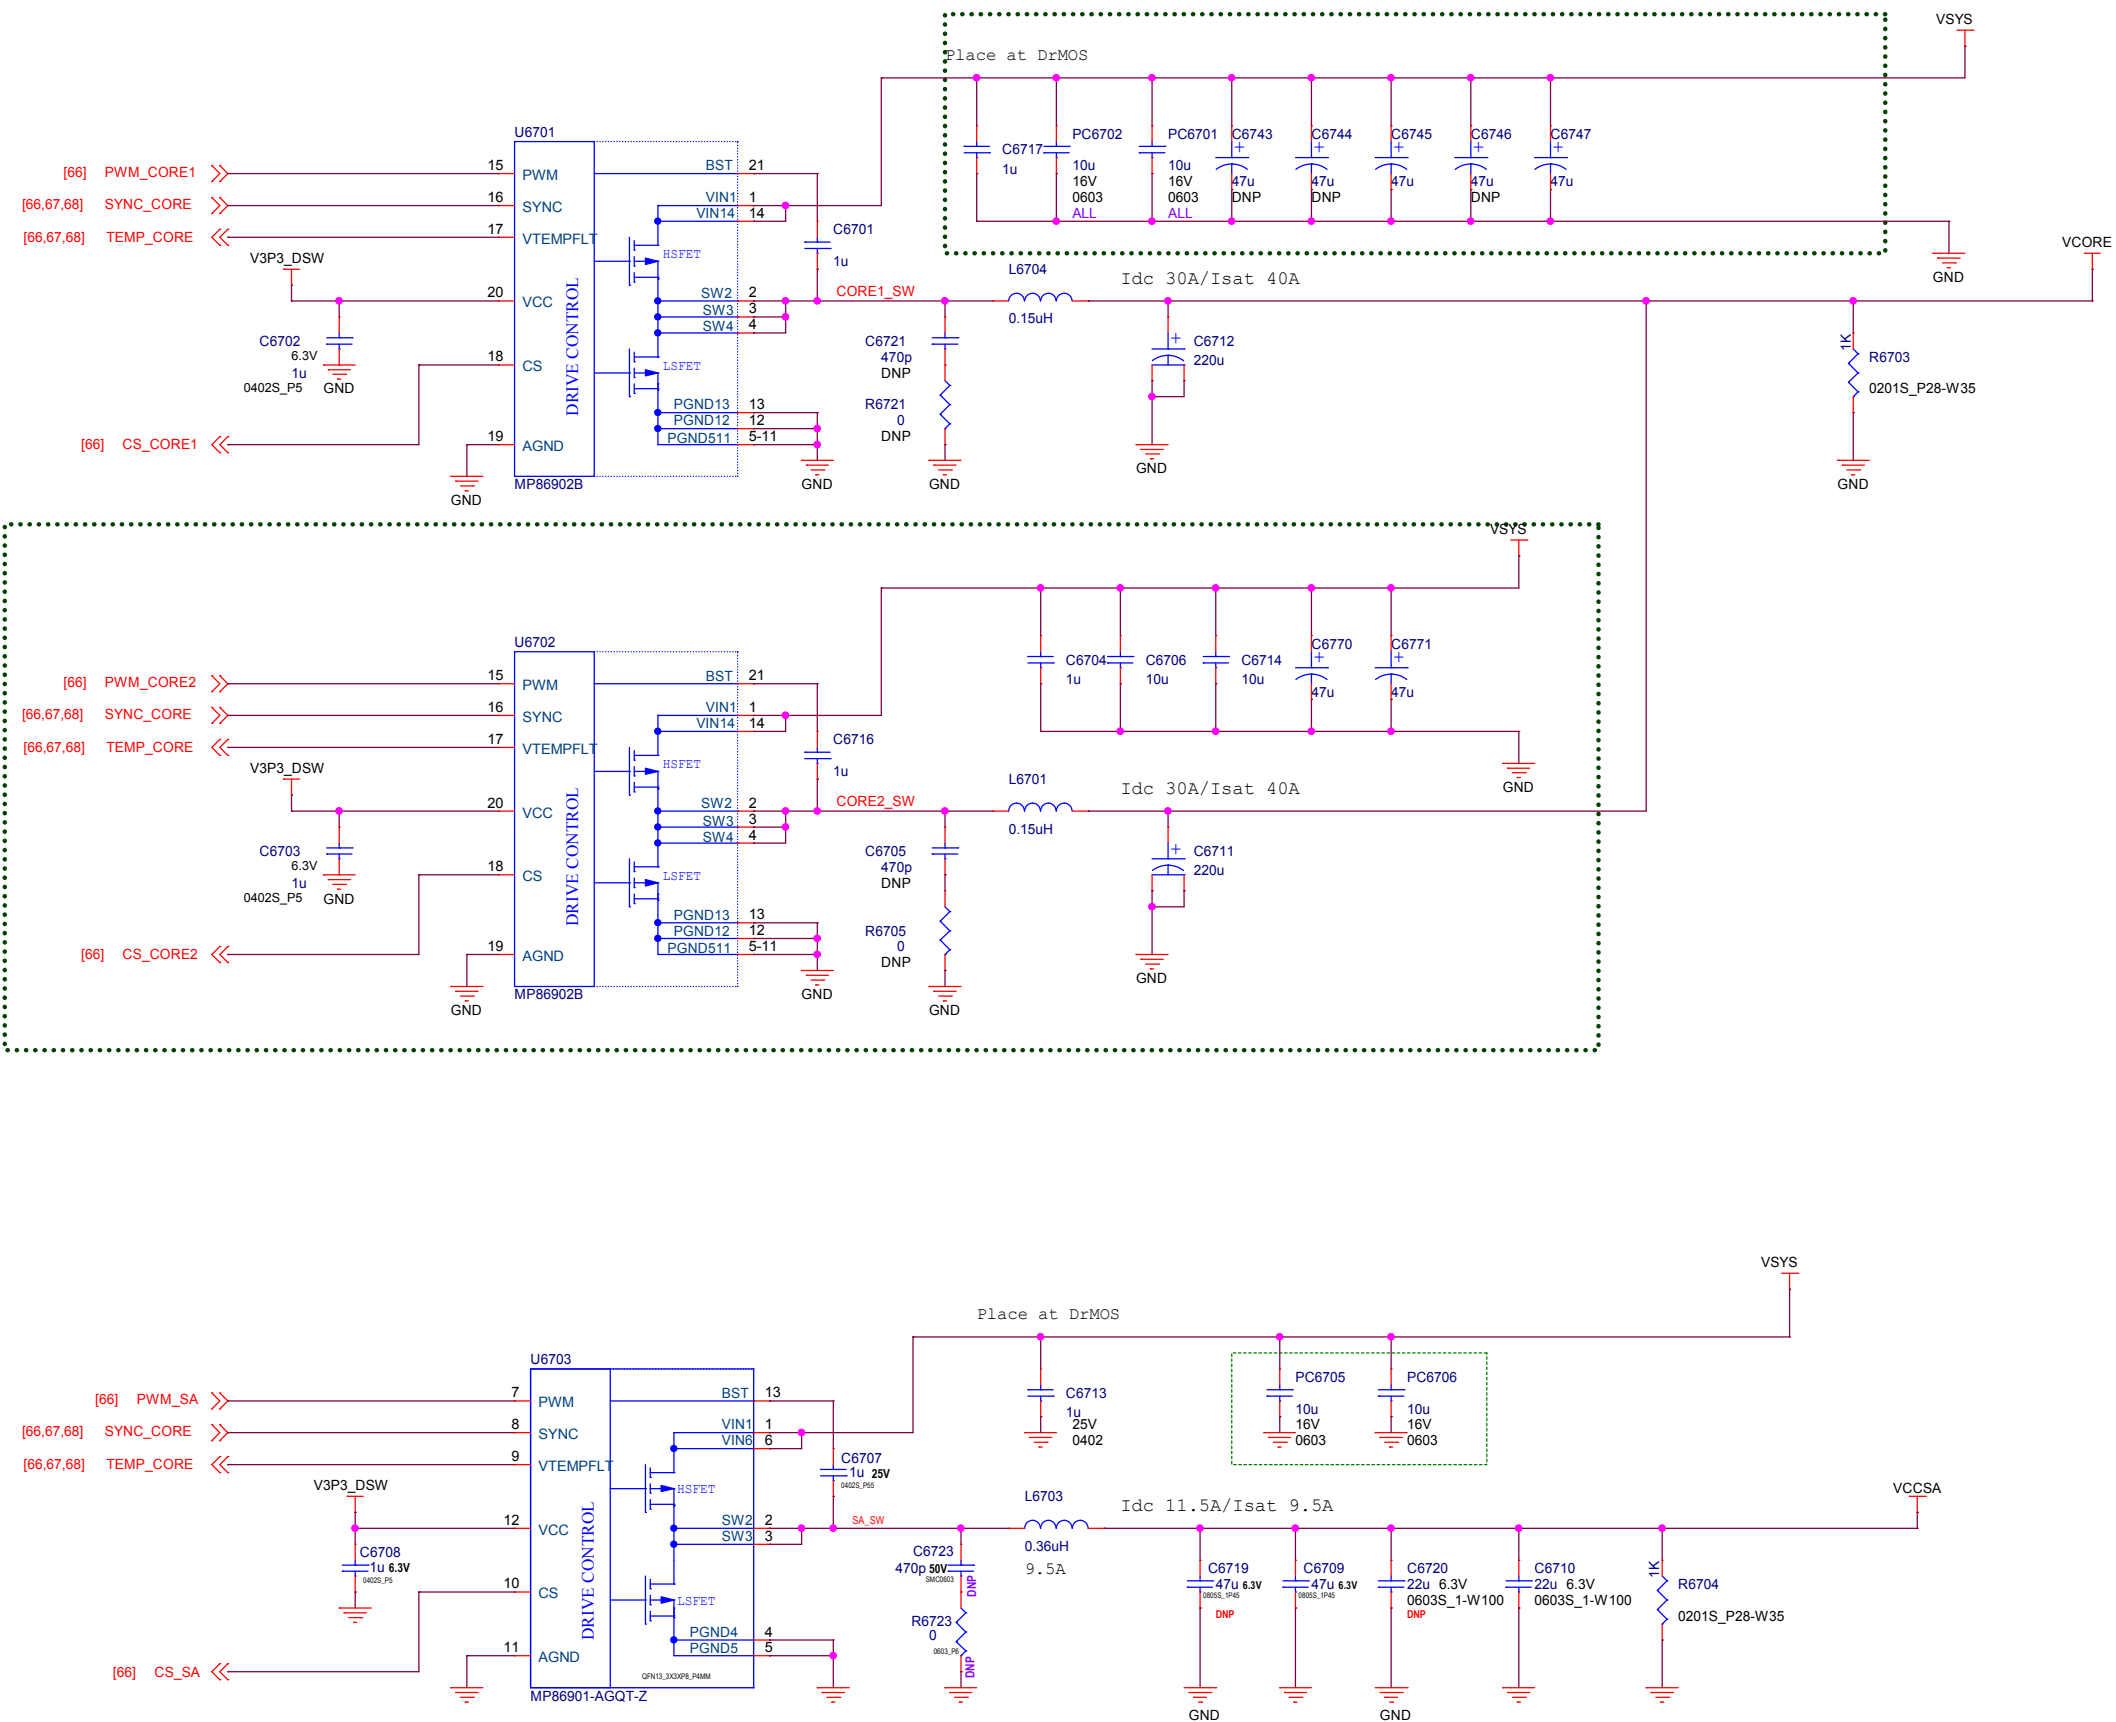 VSYS
Place at DrMOS
C6717
1u
PC6702
10u
16V
0603
ALL
PC6701
10u
16V
0603
ALL
C6743
+
47u
DNP
C6744
+
47u
DNP
C6745
+
47u
C6746
+
47u
DNP
C6747
+
47u
GND
VCORE
U6701
[66] PWM_CORE1
15
PWM
[66,67,68] SYNC_CORE
16
SYNC
[66,67,68] TEMP_CORE
17
VTEMPFLT
V3P3_DSW
20
VCC
C6702
6.3V
1u
0402S_P5
GND
18
CS
[66] CS_CORE1
19
AGND
GND
DRIVE CONTROL
MP86902B
BST 21
VIN1 1
VIN14 14
HSFET
SW2 2
SW3 3
SW4 4
LSFET
PGND13 13
PGND12 12
PGND511 5-11
GND
C6701
1u
CORE1_SW
C6721
470p
DNP
R6721
0
DNP
GND
L6704
0.15uH
Idc 30A/Isat 40A
+
C6712
220u
GND
1K
R6703
0201S_P28-W35
GND
VSYS
C6704
1u
C6706
10u
C6714
10u
C6770
+
47u
C6771
+
47u
GND
U6702
[66] PWM_CORE2
15
PWM
[66,67,68] SYNC_CORE
16
SYNC
[66,67,68] TEMP_CORE
17
VTEMPFLT
V3P3_DSW
20
VCC
C6703
6.3V
1u
0402S_P5
GND
18
CS
[66] CS_CORE2
19
AGND
GND
DRIVE CONTROL
MP86902B
BST 21
VIN1 1
VIN14 14
HSFET
SW2 2
SW3 3
SW4 4
LSFET
PGND13 13
PGND12 12
PGND511 5-11
GND
C6716
1u
CORE2_SW
C6705
470p
DNP
R6705
0
DNP
GND
L6701
0.15uH
Idc 30A/Isat 40A
+
C6711
220u
GND
VSYS
Place at DrMOS
C6713
1u
25V
0402
PC6705
10u
16V
0603
PC6706
10u
16V
0603
U6703
[66] PWM_SA
7
PWM
[66,67,68] SYNC_CORE
8
SYNC
[66,67,68] TEMP_CORE
9
VTEMPFLT
V3P3_DSW
12
VCC
C6708
1u 6.3V
0402S_P5
10
CS
[66] CS_SA
11
AGND
DRIVE CONTROL
QFN13_3X3XP8_P4MM
MP86901-AGQT-Z
BST 13
VIN1 1
VIN6 6
HSFET
SW2 2
SW3 3
LSFET
PGND4 4
PGND5 5
C6707
1u 25V
0402S_P55
SA_SW
C6723
470p 50V
SMC0603
DNP
R6723
0
0603_P6
DNP
L6703
0.36uH
9.5A
Idc 11.5A/Isat 9.5A
VCCSA
C6719
47u 6.3V
0805S_1P45
DNP
GND
C6709
47u 6.3V
0805S_1P45
C6720
22u 6.3V
0603S_1-W100
DNP
GND
C6710
22u 6.3V
0603S_1-W100
1K
R6704
0201S_P28-W35